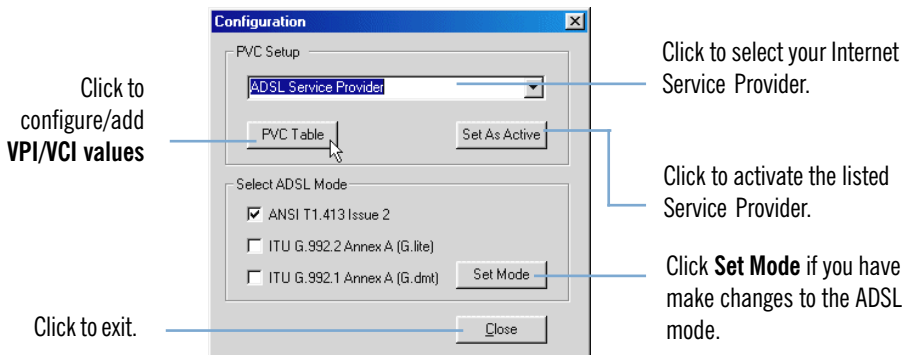 Configuration
PVC Setup
ADSL Service Provider
PVC Table
Set As Active
Select ADSL Mode
ANSI T1.413 Issue 2
ITU G.992.2 Annex A (G.lite)
ITU G.992.1 Annex A (G.dmt)
Set Mode
Close
Click to
configure/add
VPI/VCI values
Click to exit.
Click to select your Internet
Service Provider.
Click to activate the listed
Service Provider.
Click Set Mode if you have
make changes to the ADSL
mode.